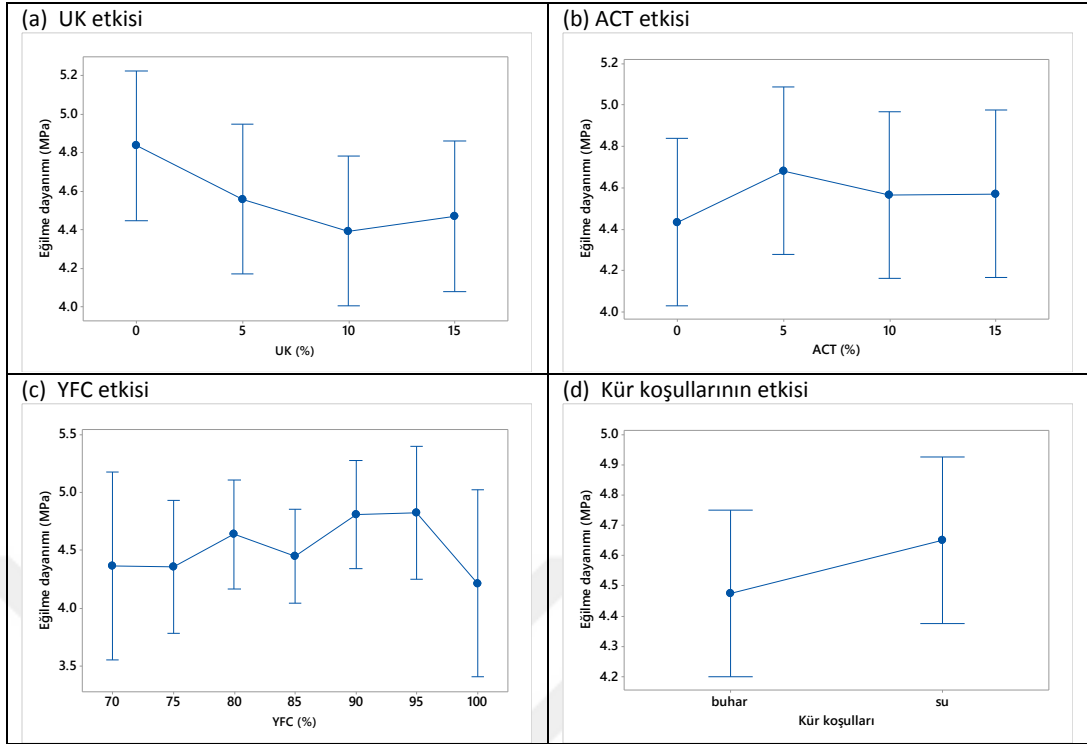 (a) UK etkisi
Eğilme dayanımı (MPa)
5.2
5.0
4.8
4.6
4.4
4.2
4.0
0 5 10 15
UK (%)
(b) ACT etkisi
Eğilme dayanımı (MPa)
5.2
5.0
4.8
4.6
4.4
4.2
4.0
0 5 10 15
ACT (%)
(c) YFC etkisi
Eğilme dayanımı (MPa)
5.5
5.0
4.5
4.0
3.5
70 75 80 85 90 95 100
YFC (%)
(d) Kür koşullarının etkisi
Eğilme dayanımı (MPa)
5.0
4.9
4.8
4.7
4.6
4.5
4.4
4.3
4.2
buhar su
Kür koşulları